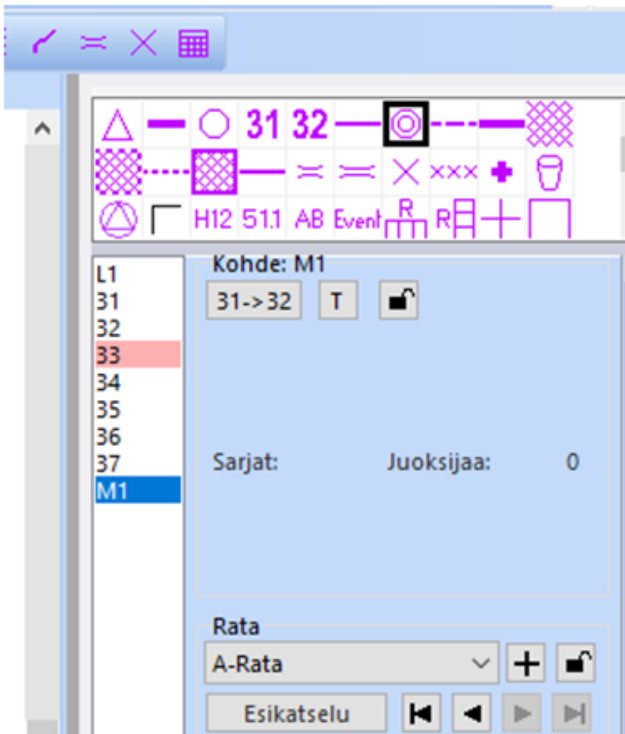 31 32
H12 51.1 AB Event R R
L1
31
32
33
34
35
36
37
M1
Kohde: M1
31->32 T
Sarjat: Juoksijaa: 0
Rata
A-Rata
Esikatselu